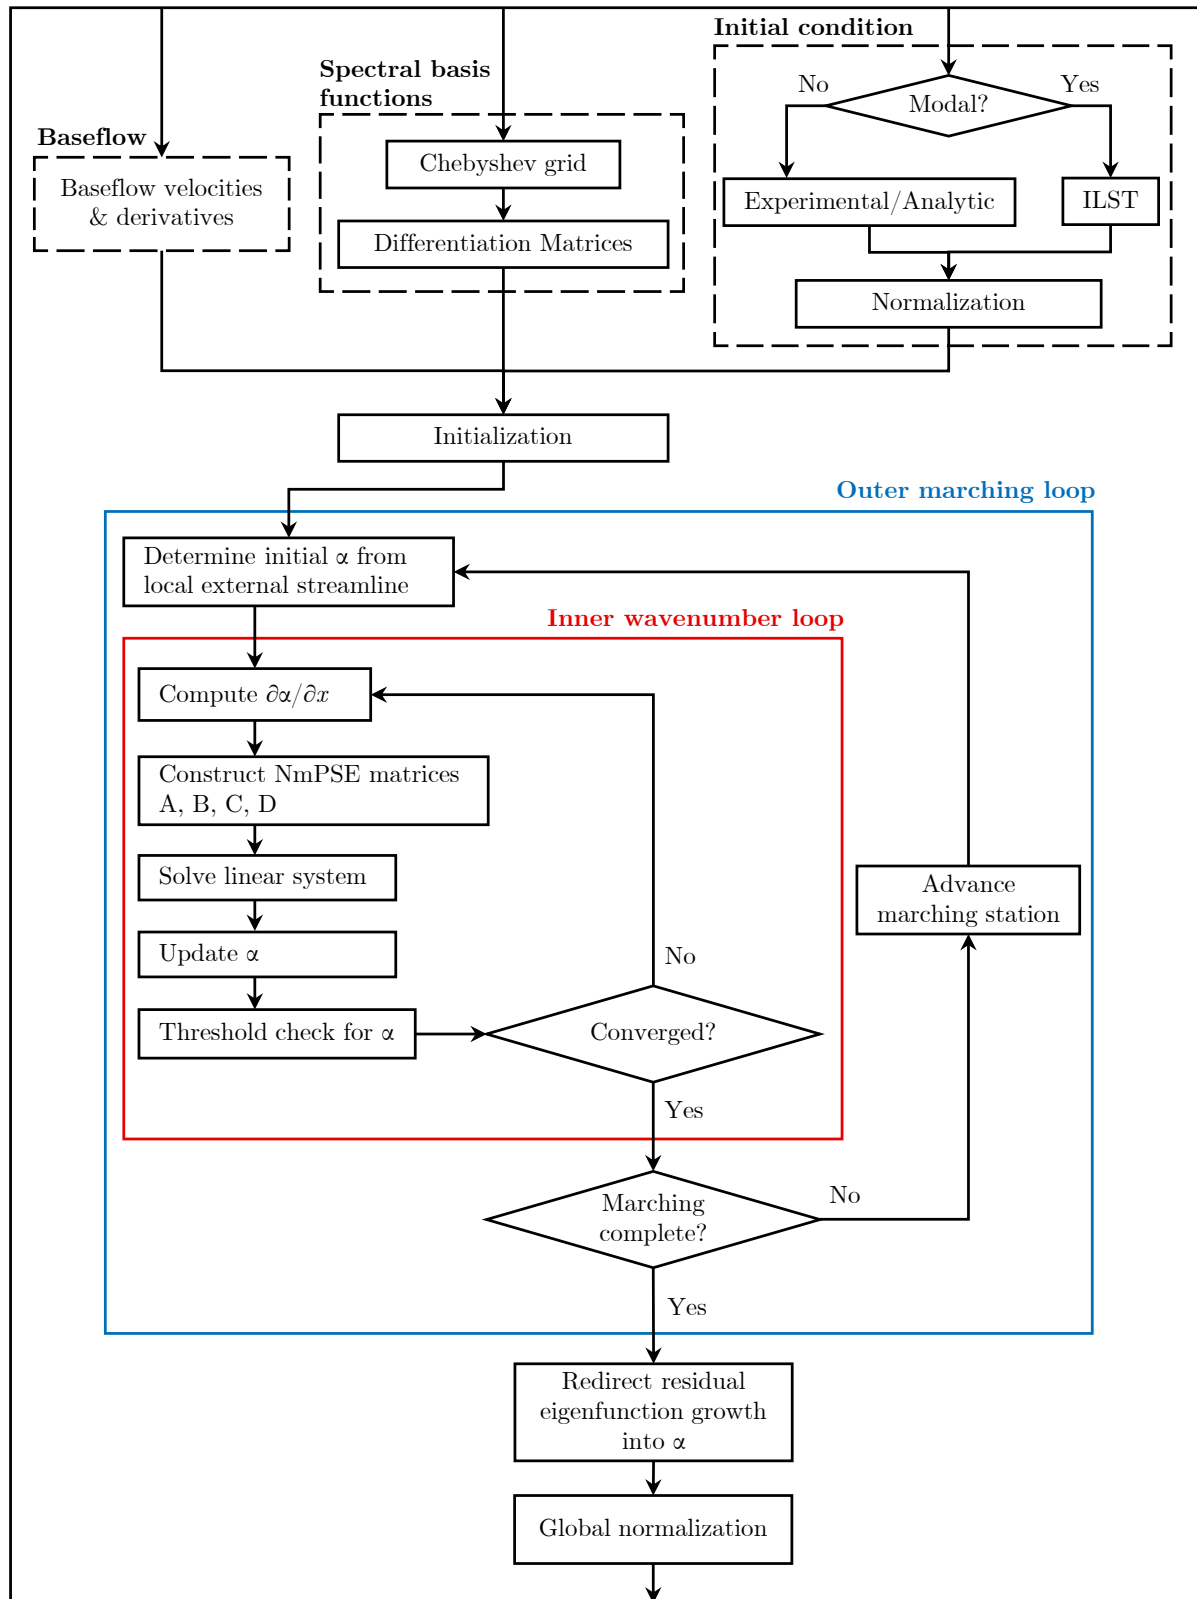 Initial condition
Spectral basis
functions
No
Modal?
Yes
Baseflow
Chebyshev grid
Baseflow velocities
& derivatives
Experimental/Analytic
ILST
Differentiation Matrices
Normalization
Initialization
Outer marching loop
Determine initial α from
local external streamline
Inner wavenumber loop
Compute ∂α/∂x
Construct NmPSE matrices
A, B, C, D
Solve linear system
Advance
marching station
Update α
No
Threshold check for α
Converged?
Yes
Marching
complete?
No
Yes
Redirect residual
eigenfunction growth
into α
Global normalization